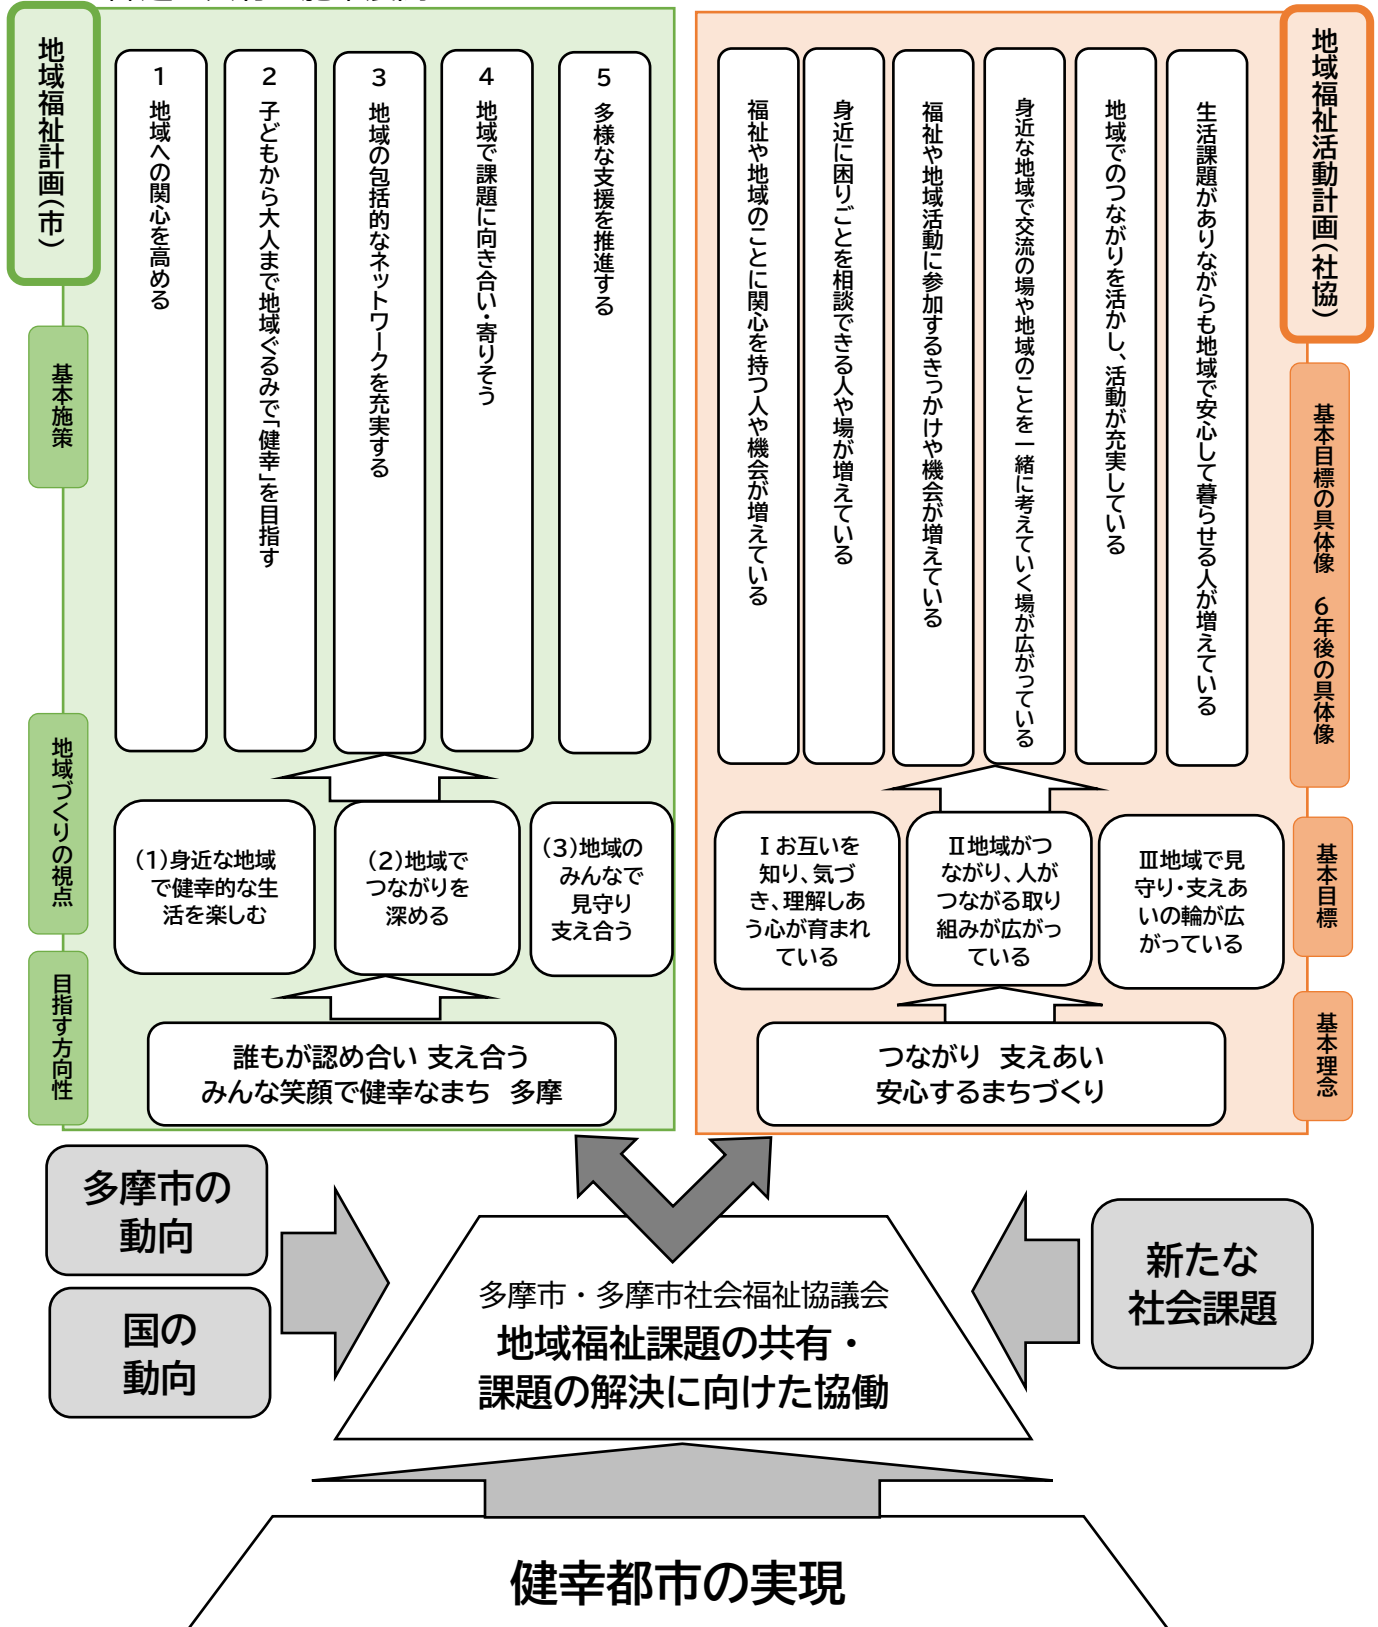 地域福祉計画(市)
1 地域への関心を高める
2 子どもから大人まで地域ぐるみで「健幸」を目指す
3 地域の包括的なネットワークを充実する
4 地域で課題に向き合い・寄りそう
5 多様な支援を推進する
基本施策
地域づくりの視点
(1)身近な地域
で健幸的な生
活を楽しむ
(2)地域で
つながりを
深める
(3)地域の
みんなで
見守り
支え合う
目指す方向性
誰もが認め合い 支え合う
みんな笑顔で健幸なまち 多摩
地域福祉活動計画(社協)
福祉や地域のことに関心を持つ人や機会が増えている
身近に困りごとを相談できる人や場が増えている
福祉や地域活動に参加するきっかけや機会が増えている
身近な地域で交流の場や地域のことを一緒に考えていく場が広がっている
地域でのつながりを活かし、活動が充実している
生活課題がありながらも地域で安心して暮らせる人が増えている
基本目標の具体像 6年後の具体像
基本目標
Ⅰお互いを
知り、気づ
き、理解しあ
う心が育まれ
ている
Ⅱ地域がつ
ながり、人が
つながる取り
組みが広がっ
ている
Ⅲ地域で見
守り・支えあ
いの輪が広
がっている
基本理念
つながり 支えあい
安心するまちづくり
多摩市の
動向
国の
動向
新たな
社会課題
多摩市・多摩市社会福祉協議会
地域福祉課題の共有・
課題の解決に向けた協働
健幸都市の実現